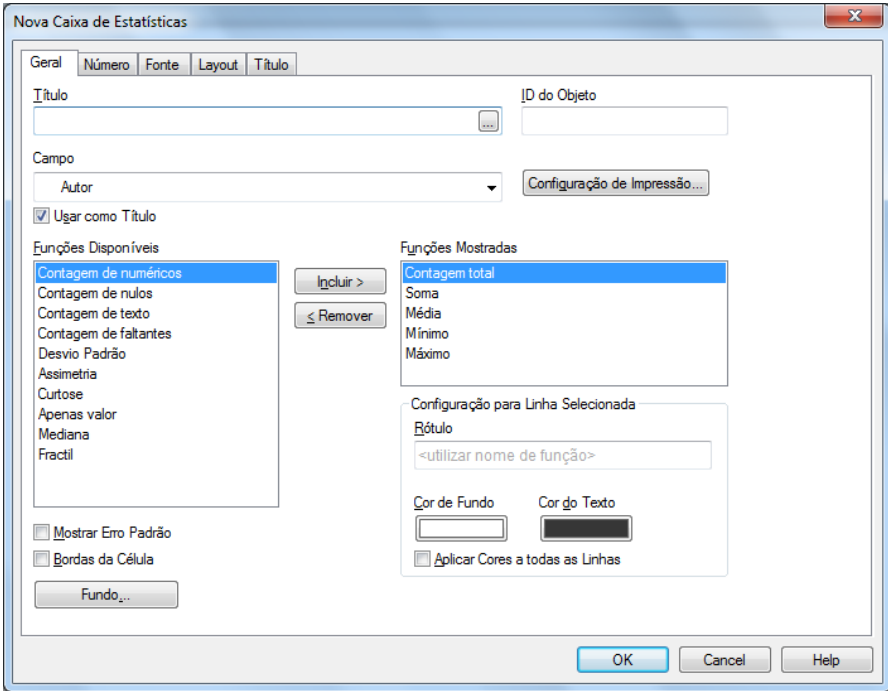 Nova Caixa de Estatísticas
Geral Número Fonte Layout Título
Título ID do Objeto
...
Campo
Autor Configuração de Impressão...
Usar como Título
Funções Disponíveis Funções Mostradas
Contagem de numéricos Incluir > Contagem total
Contagem de nulos Soma
Contagem de texto < Remover Média
Contagem de faltantes Mínimo
Desvio Padrão Máximo
Assimetria
Curtose Configuração para Linha Selecionada
Apenas valor Rótulo
Mediana <utilizar nome de função>
Fractil
Cor de Fundo Cor do Texto
Mostrar Erro Padrão
Bordas da Célula Aplicar Cores a todas as Linhas
Fundo...
OK Cancel Help